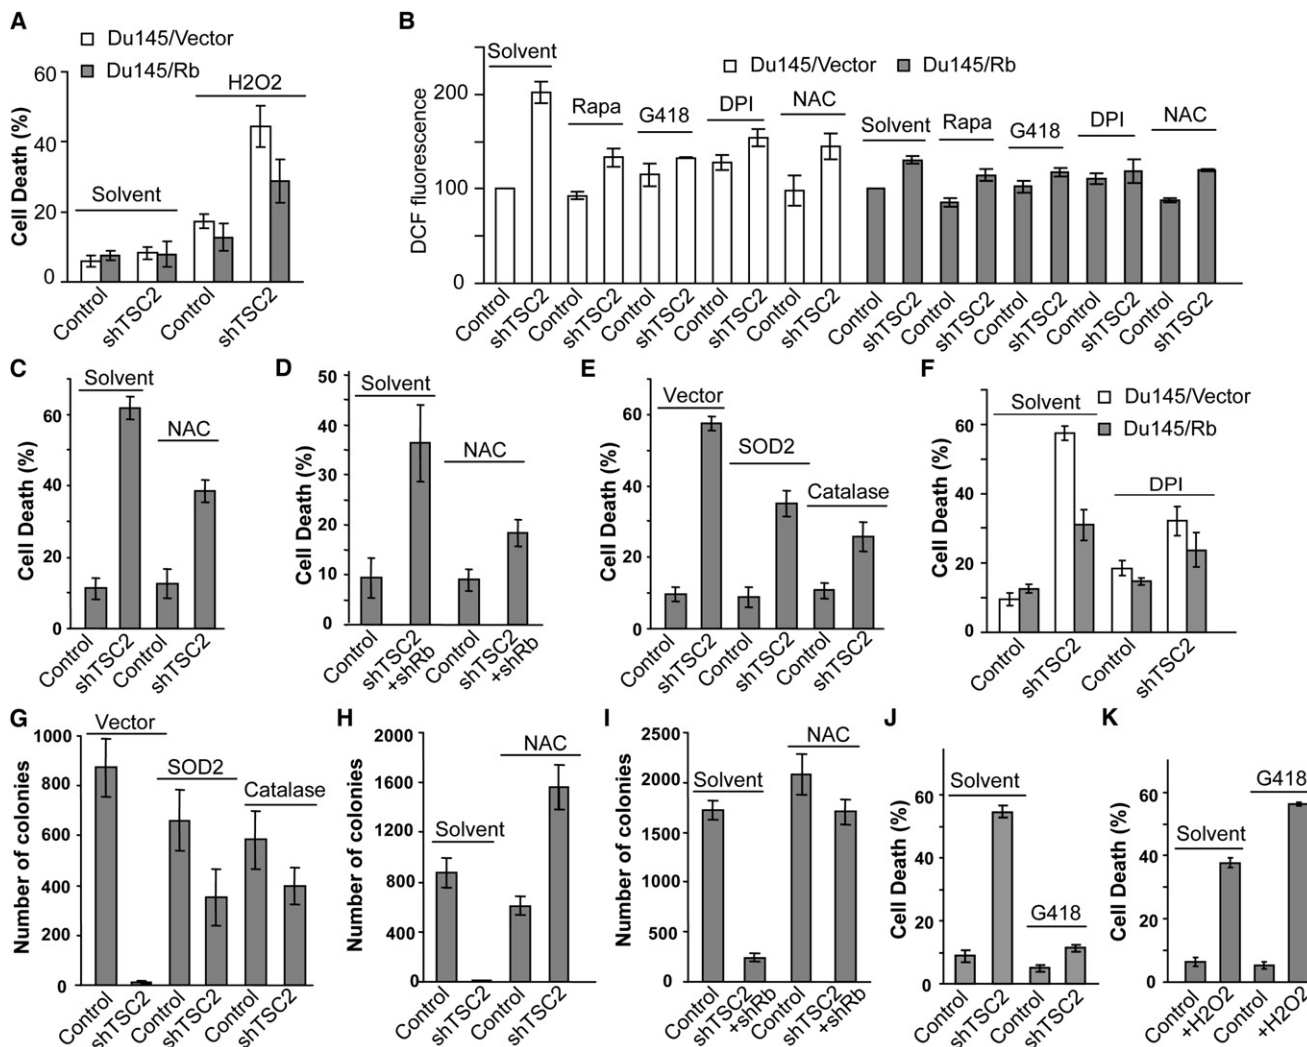 A
Du145/Vector
Du145/Rb
Cell Death (%)
60
40
20
0
Solvent
H2O2
Control
shTSC2
Control
shTSC2
B
DCF fluorescence
200
100
0
Du145/Vector
Du145/Rb
Solvent
Rapa
G418
DPI
NAC
Solvent
Rapa
G418
DPI
NAC
Control
shTSC2
Control
shTSC2
Control
shTSC2
Control
shTSC2
Control
shTSC2
Control
shTSC2
Control
shTSC2
Control
shTSC2
Control
shTSC2
Control
shTSC2
C
Cell Death (%)
60
40
20
0
Solvent
NAC
Control
shTSC2
Control
shTSC2
D
Cell Death (%)
50
40
30
20
10
0
Solvent
NAC
Control
shTSC2
+shRb
Control
shTSC2
+shRb
E
Cell Death (%)
60
40
20
0
Vector
SOD2
Catalase
Control
shTSC2
Control
shTSC2
Control
shTSC2
F
Cell Death (%)
60
40
20
0
Solvent
Du145/Vector
Du145/Rb
DPI
Control
shTSC2
Control
shTSC2
G
Number of colonies
1000
800
600
400
200
0
Vector
SOD2
Catalase
Control
shTSC2
Control
shTSC2
Control
shTSC2
H
Number of colonies
2000
1600
1200
800
400
0
Solvent
NAC
Control
shTSC2
Control
shTSC2
I
Number of colonies
2500
2000
1500
1000
500
0
Solvent
NAC
Control
shTSC2
+shRb
Control
shTSC2
+shRb
J
Cell Death (%)
60
40
20
0
Solvent
G418
Control
shTSC2
Control
shTSC2
K
Cell Death (%)
60
40
20
0
Solvent
G418
Control
+H2O2
Control
+H2O2